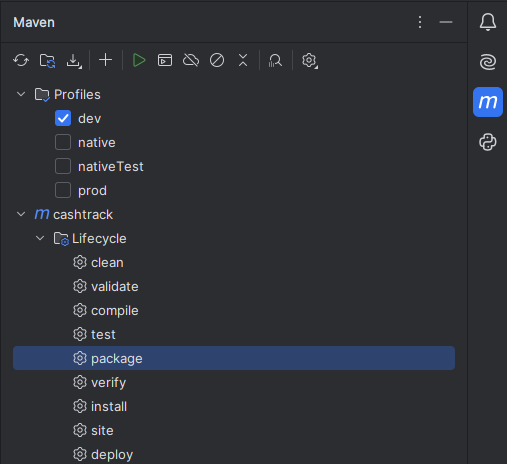 Maven
Profiles
dev
native
nativeTest
prod
m cashtrack
Lifecycle
clean
validate
compile
test
package
verify
install
site
deploy
m